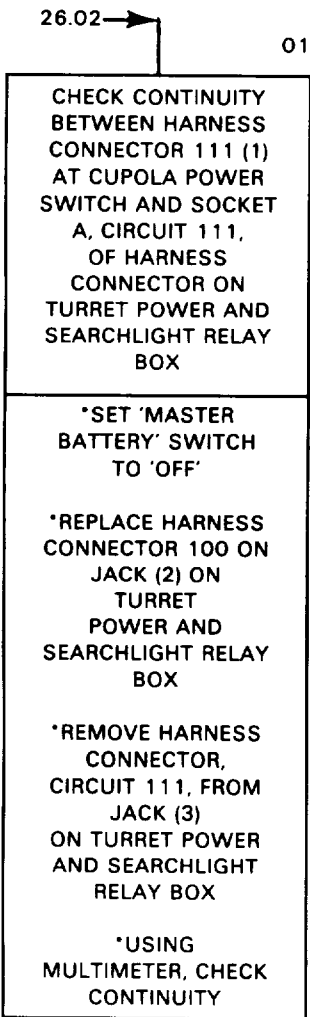 26.02
01
CHECK CONTINUITY
BETWEEN HARNESS
CONNECTOR 111 (1)
AT CUPOLA POWER
SWITCH AND SOCKET
A, CIRCUIT 111,
OF HARNESS
CONNECTOR ON
TURRET POWER AND
SEARCHLIGHT RELAY
BOX
*SET 'MASTER
BATTERY' SWITCH
TO 'OFF'
*REPLACE HARNESS
CONNECTOR 100 ON
JACK (2) ON
TURRET
POWER AND
SEARCHLIGHT RELAY
BOX
*REMOVE HARNESS
CONNECTOR,
CIRCUIT 111, FROM
JACK (3)
ON TURRET POWER
AND SEARCHLIGHT
RELAY BOX
*USING
MULTIMETER, CHECK
CONTINUITY